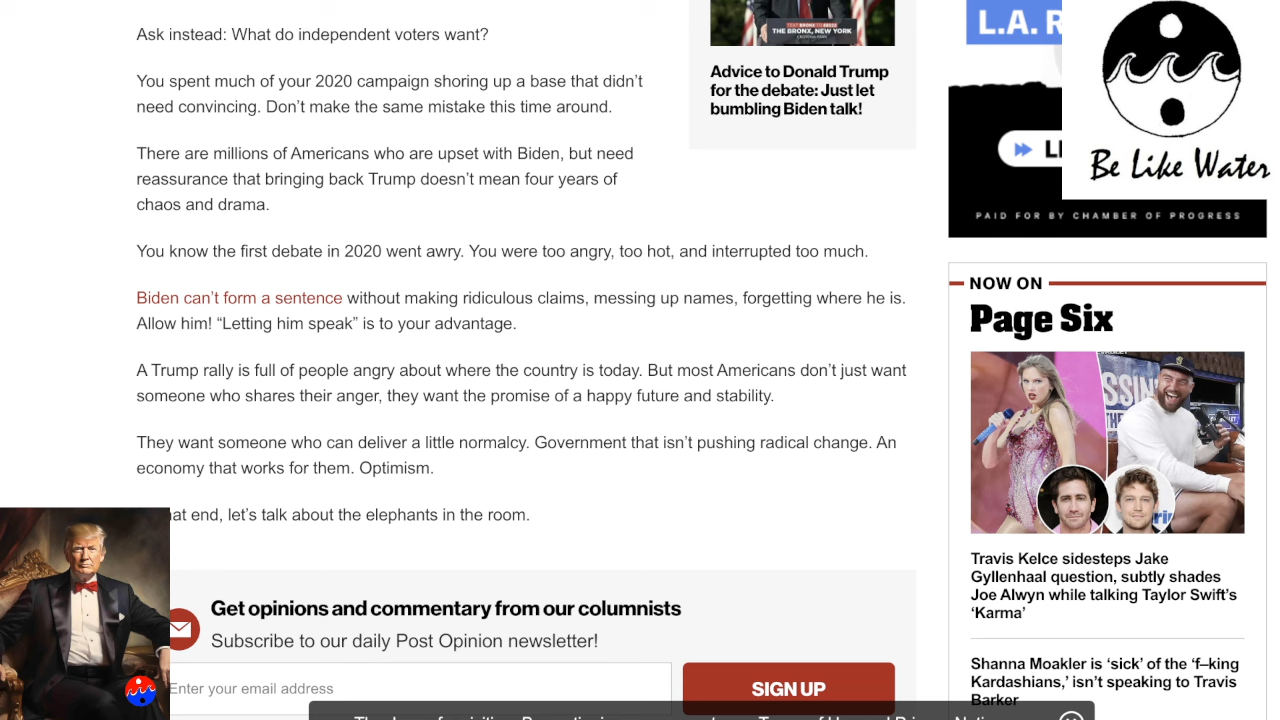 Ask instead: What do independent voters want?
You spent much of your 2020 campaign shoring up a base that didn’t
need convincing. Don’t make the same mistake this time around.
There are millions of Americans who are upset with Biden, but need
reassurance that bringing back Trump doesn’t mean four years of
chaos and drama.
You know the first debate in 2020 went awry. You were too angry, too hot, and interrupted too much.
Biden can’t form a sentence without making ridiculous claims, messing up names, forgetting where he is.
Allow him! “Letting him speak” is to your advantage.
A Trump rally is full of people angry about where the country is today. But most Americans don’t just want
someone who shares their anger, they want the promise of a happy future and stability.
They want someone who can deliver a little normalcy. Government that isn’t pushing radical change. An
economy that works for them. Optimism.
end, let’s talk about the elephants in the room.
Get opinions and commentary from our columnists
Subscribe to our daily Post Opinion newsletter!
Enter your email address
SIGN UP
THE BRONX, NEW YORK
Advice to Donald Trump
for the debate: Just let
bumbling Biden talk!
L.A.
Be Like Water
PAID FOR BY CHAMBER OF PROGRESS
NOW ON
Page Six
Travis Kelce sidesteps Jake
Gyllenhaal question, subtly shades
Joe Alwyn while talking Taylor Swift’s
‘Karma’
Shanna Moakler is ‘sick’ of the ‘f–king
Kardashians,’ isn’t speaking to Travis
Barker